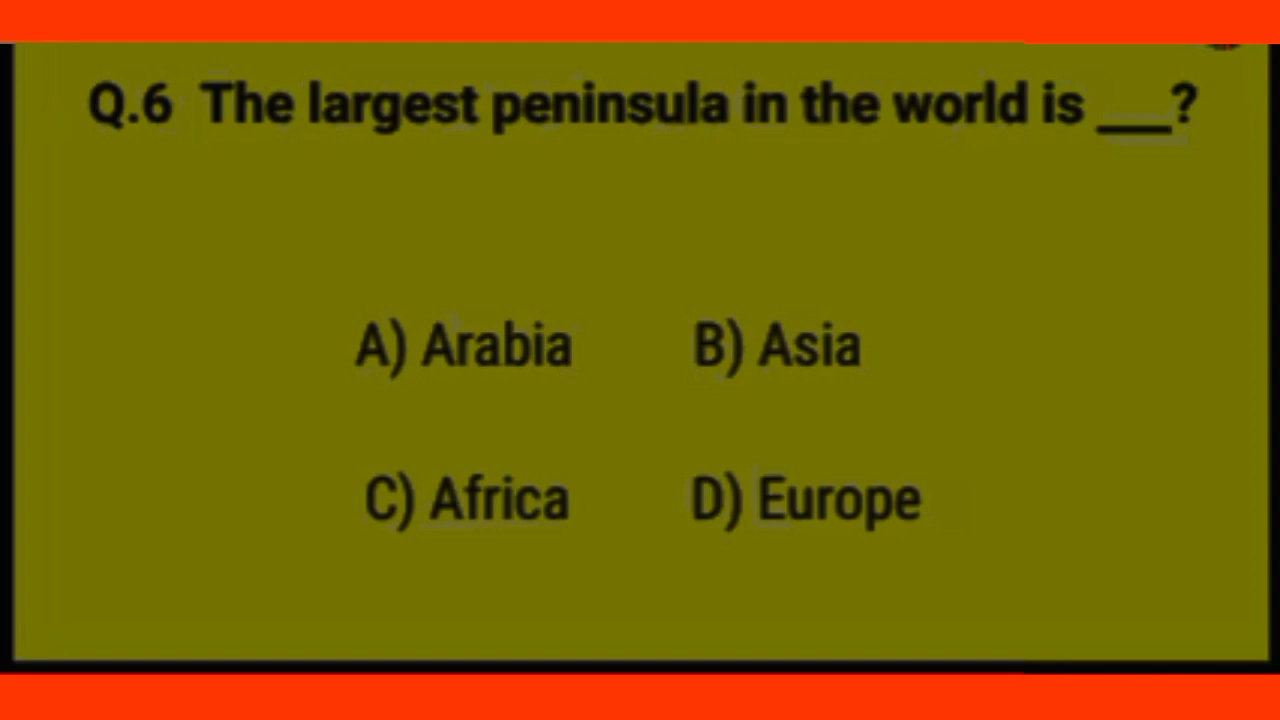 Q.6 The largest peninsula in the world is ___?
A) Arabia B) Asia
C) Africa D) Europe